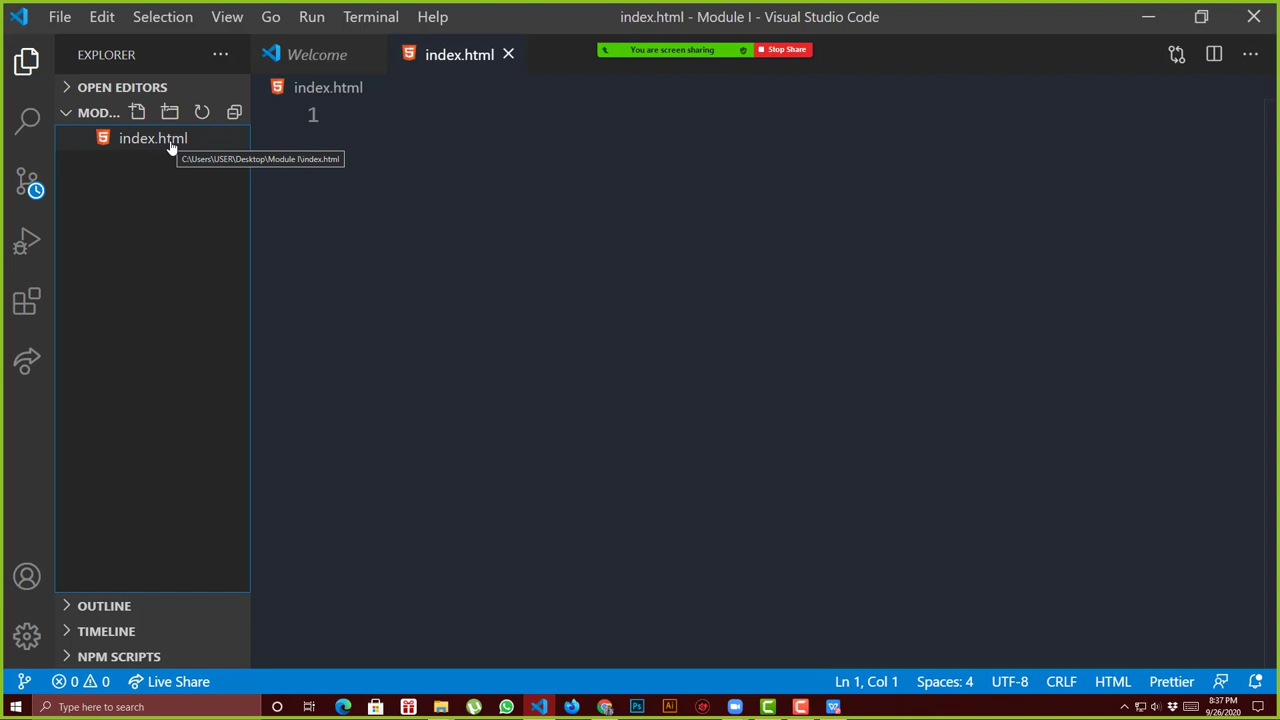 File Edit Selection View Go Run Terminal Help
index.html - Module I - Visual Studio Code
EXPLORER
Welcome
index.html
You are screen sharing
Stop Share
OPEN EDITORS
MOD...
index.html
1
index.html
C:\Users\USER\Desktop\Module I\index.html
OUTLINE
TIMELINE
NPM SCRIPTS
0 0 Live Share
Ln 1, Col 1 Spaces: 4 UTF-8 CRLF HTML Prettier
Type here to search
Ps
Ai
8:37 PM
9/26/2020